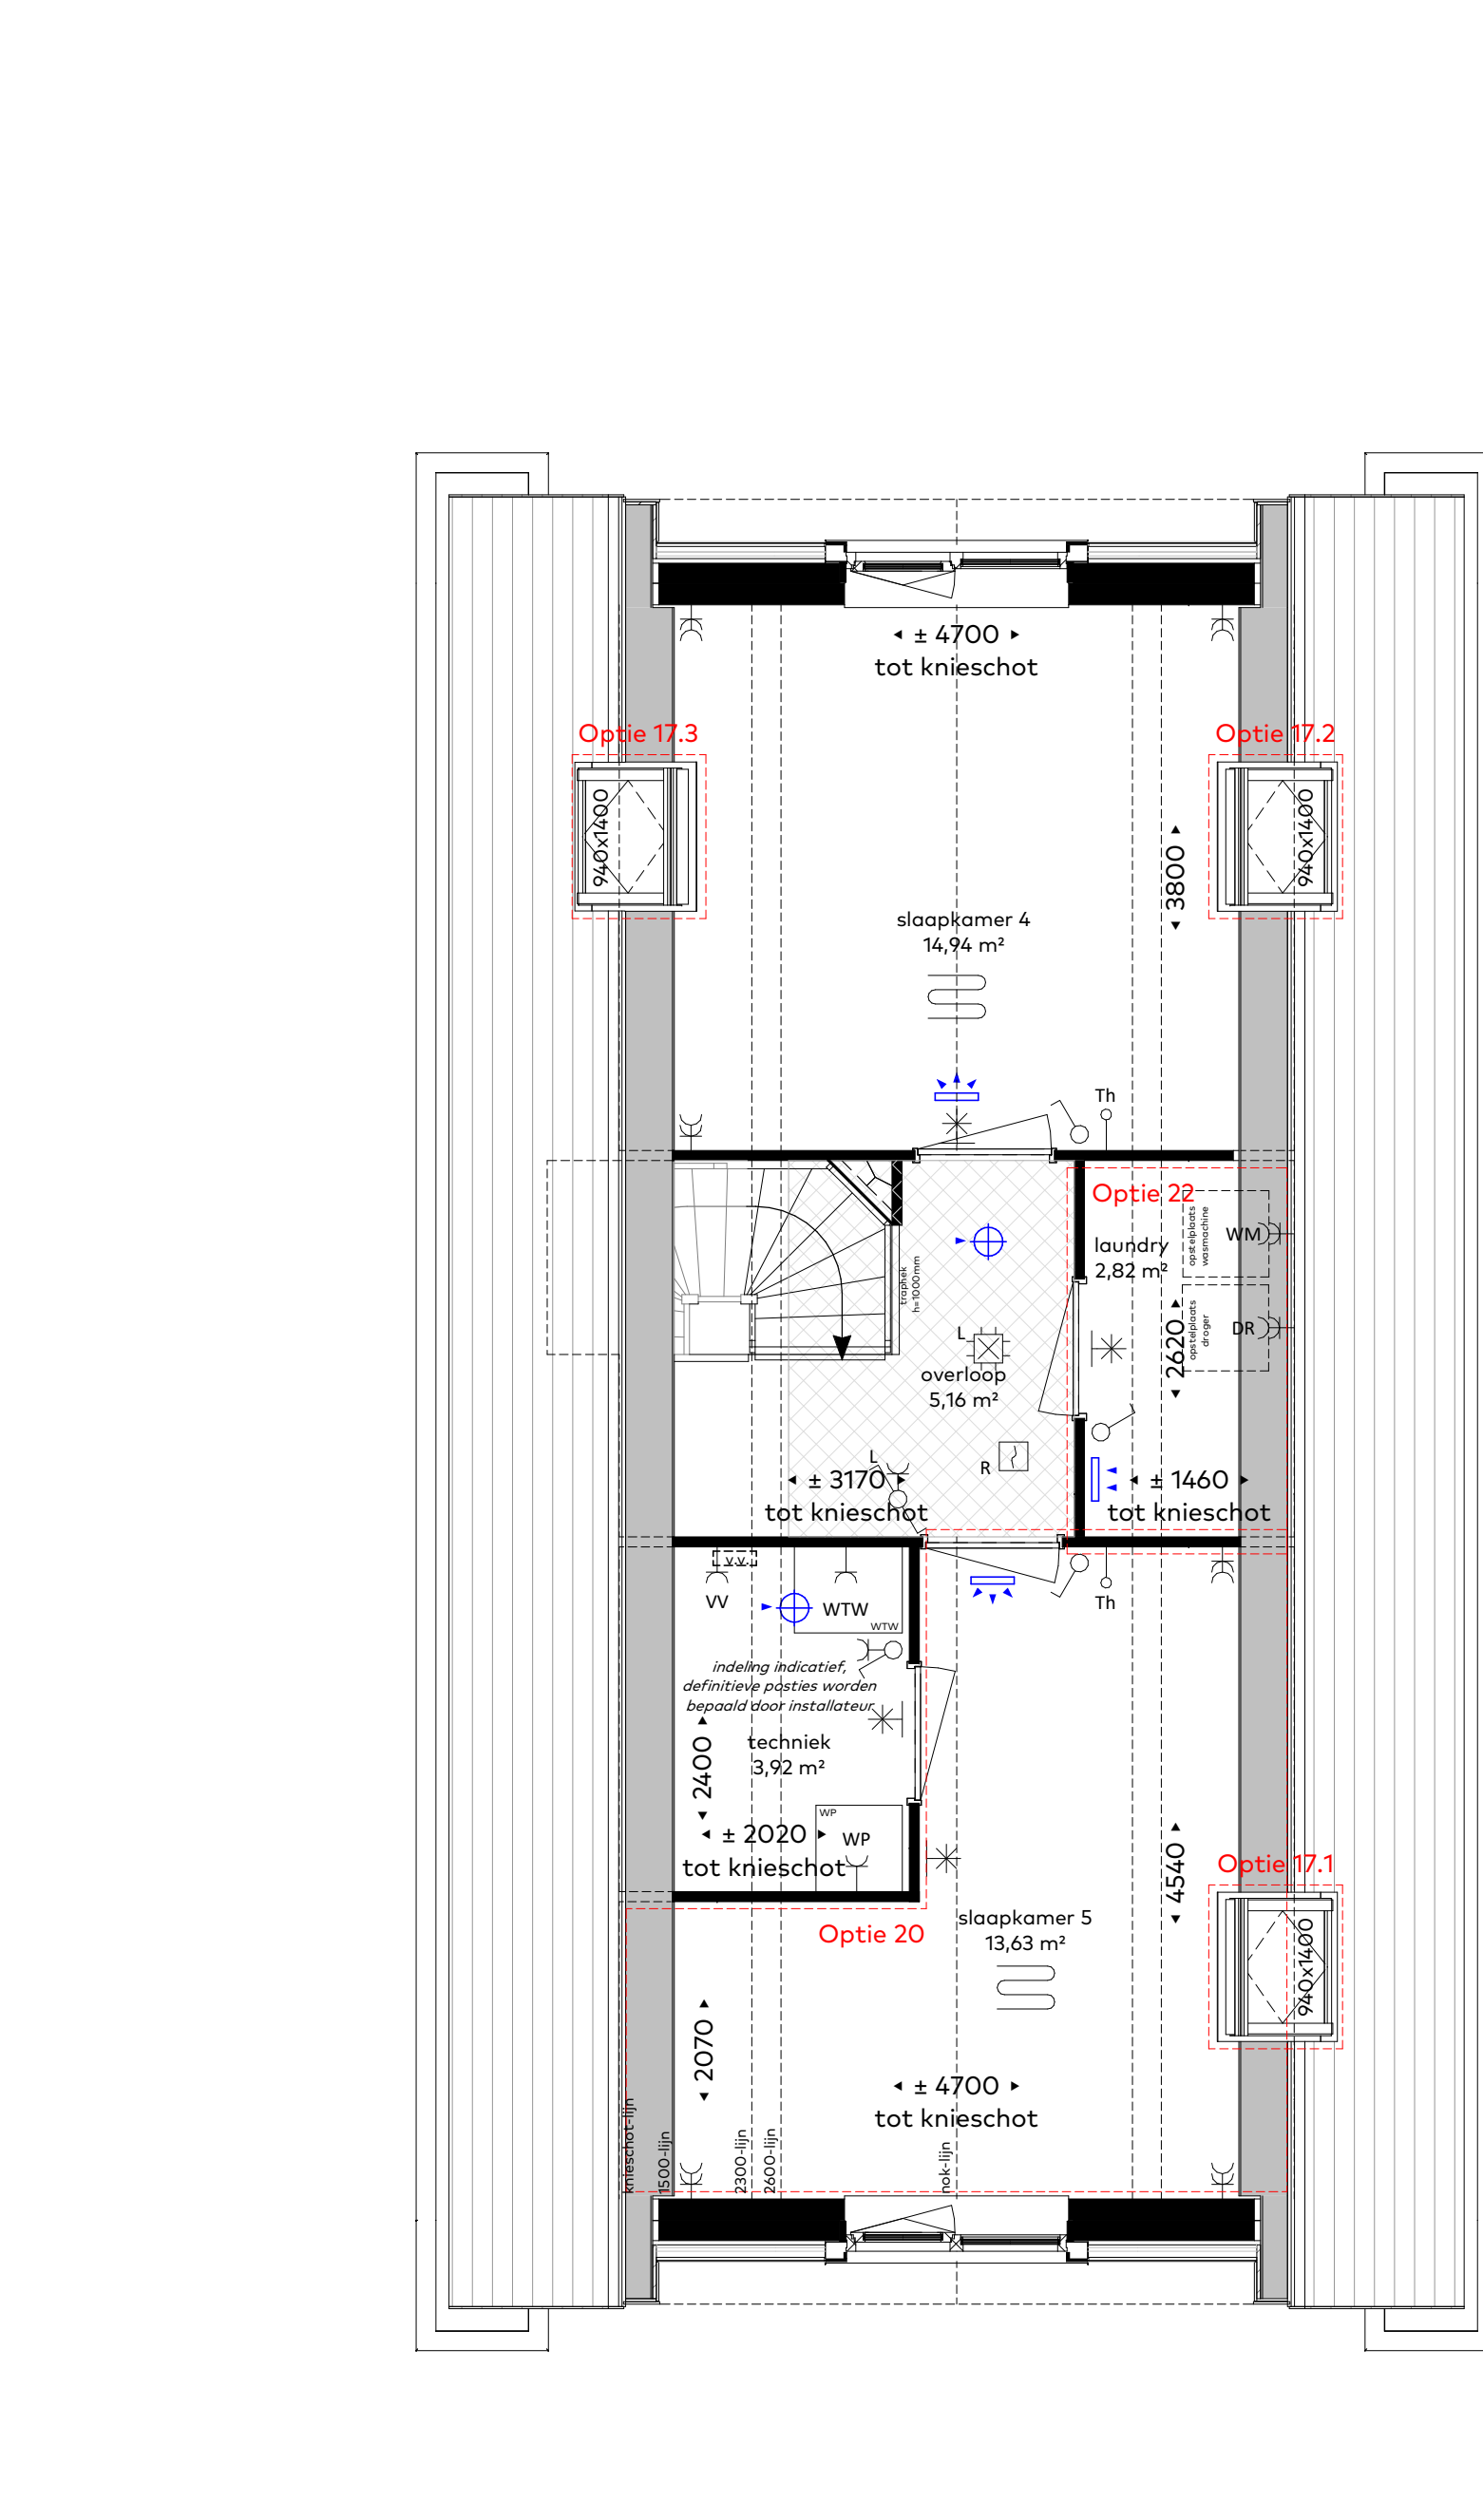 ± 4700
tot knieschot
Optie 17.3
Optie 17.2
940x1400
940x1400
3800
slaapkamer 4
14,94 m²
Th
Optie 22
opstelplaats
wasmachine
WM
laundry
2,82 m²
traphek
h=1000mm
opstelplaats
droger
DR
L
2620
overloop
5,16 m²
L
R
± 3170
tot knieschot
± 1460
tot knieschot
v.v.
VV
WTW
WTW
Th
indeling indicatief,
definitieve posties worden
bepaald door installateur
techniek
3,92 m²
2400
WP
± 2020
WP
tot knieschot
4540
Optie 17.1
Optie 20
slaapkamer 5
13,63 m²
940x1400
2070
± 4700
tot knieschot
knieschot-lijn
1500-lijn
2300-lijn
2600-lijn
nok-lijn